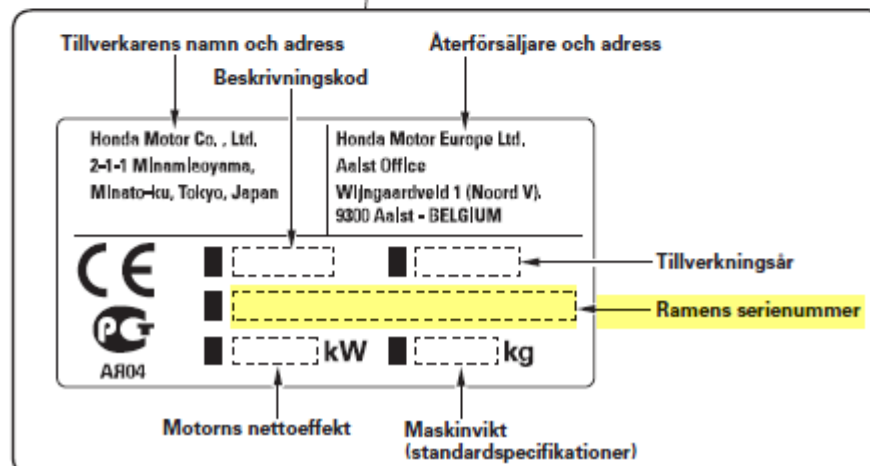 Tillverkarens namn och adress
Återförsäljare och adress
Beskrivningskod
Honda Motor Co. , Ltd.
2-1-1 Minamiaoyama,
Minato-ku, Tokyo, Japan
Honda Motor Europe Ltd.
Aalst Office
Wijngaardveld 1 (Noord V).
9300 Aalst - BELGIUM
CE
Tillverkningsår
Ramens serienummer
PCT
АЯ04
kW
kg
Motorns nettoeffekt
Maskinvikt
(standardspecifikationer)